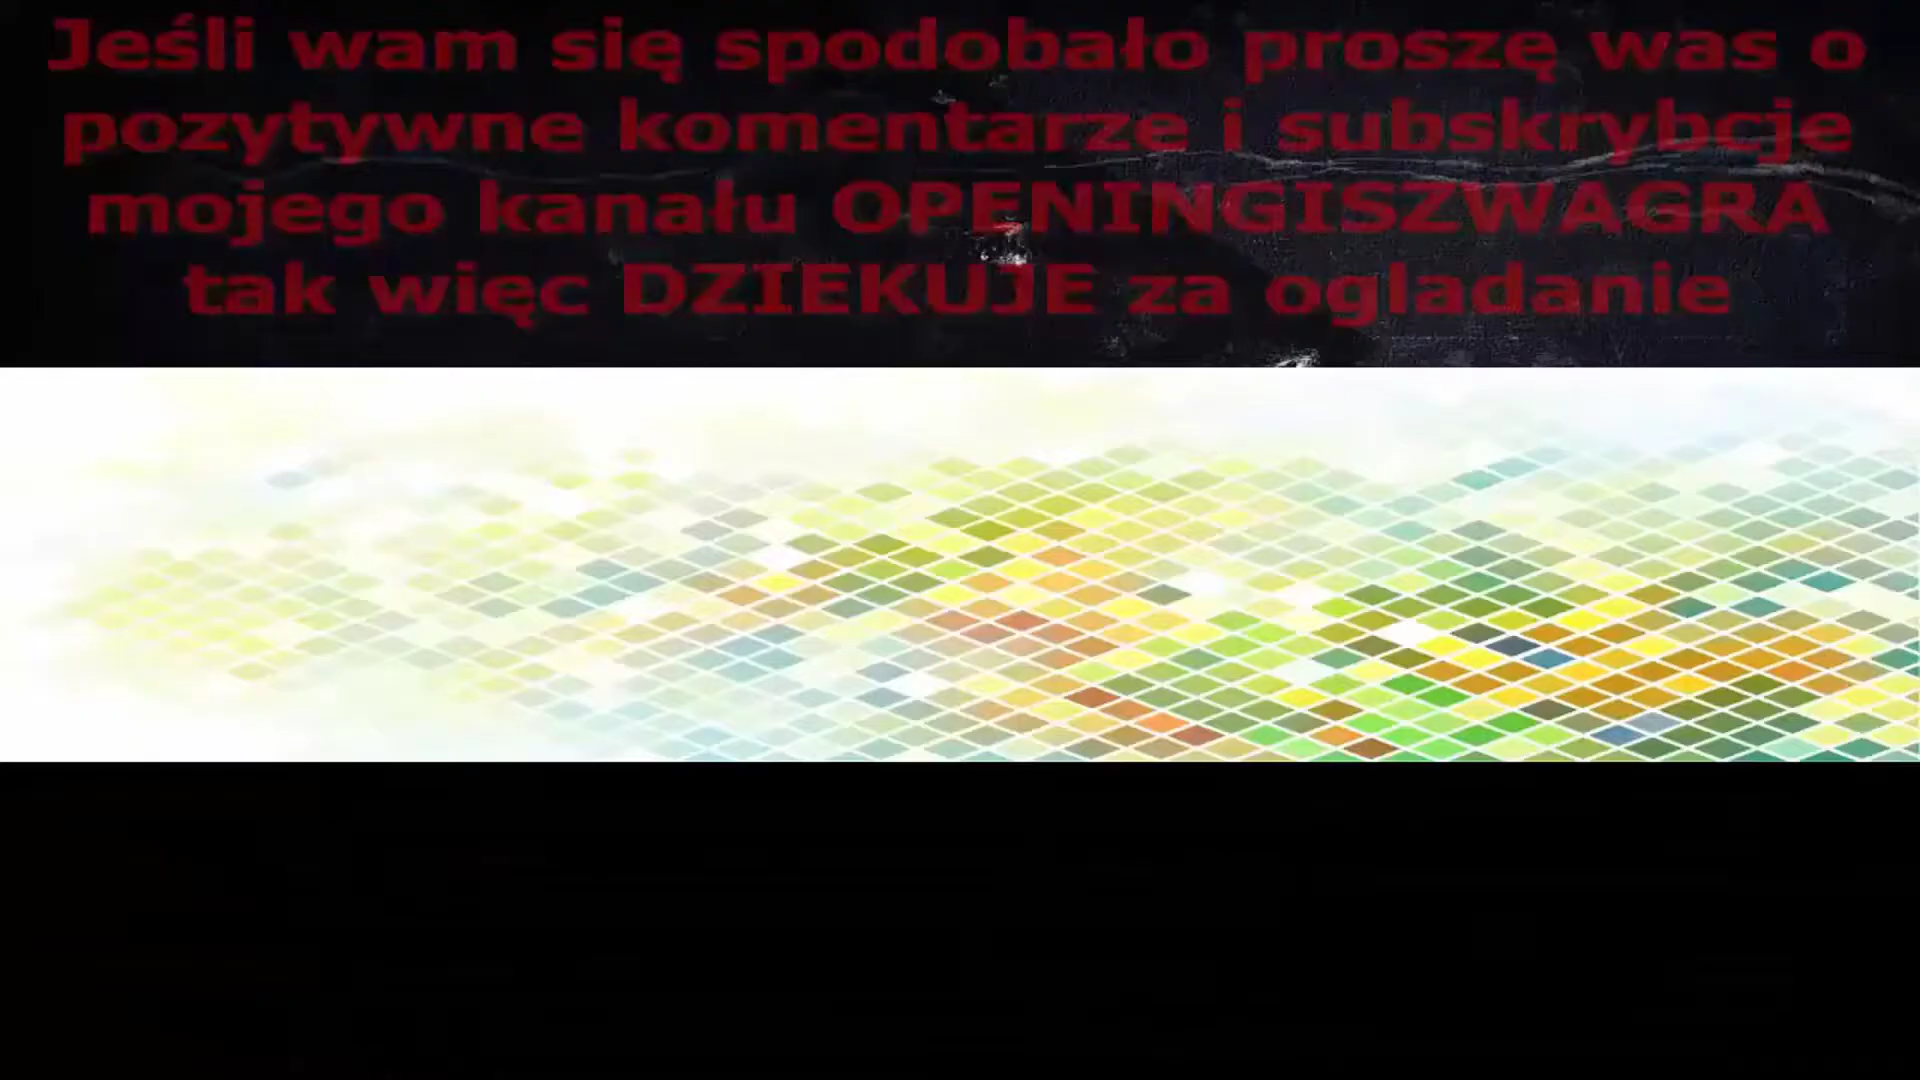 Jeśli wam się spodobało proszę was o
pozytywne komentarze i subskrybcje
mojego kanału OPENINGISZWAGRA
tak więc DZIEKUJE za ogladanie